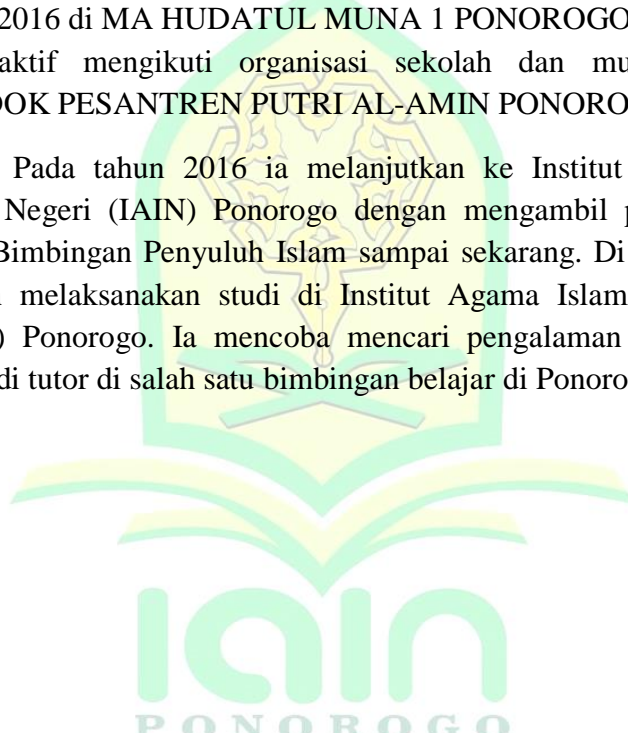 2016 di MA HUDATUL MUNA 1 PONOROGO
aktif mengikuti organisasi sekolah dan mu
DOK PESANTREN PUTRI AL-AMIN PONORO
Pada tahun 2016 ia melanjutkan ke Institut
Negeri (IAIN) Ponorogo dengan mengambil p
Bimbingan Penyuluh Islam sampai sekarang. Di
melaksanakan studi di Institut Agama Islam
) Ponorogo. Ia mencoba mencari pengalaman
di tutor di salah satu bimbingan belajar di Ponoro
iain
PONOROGO